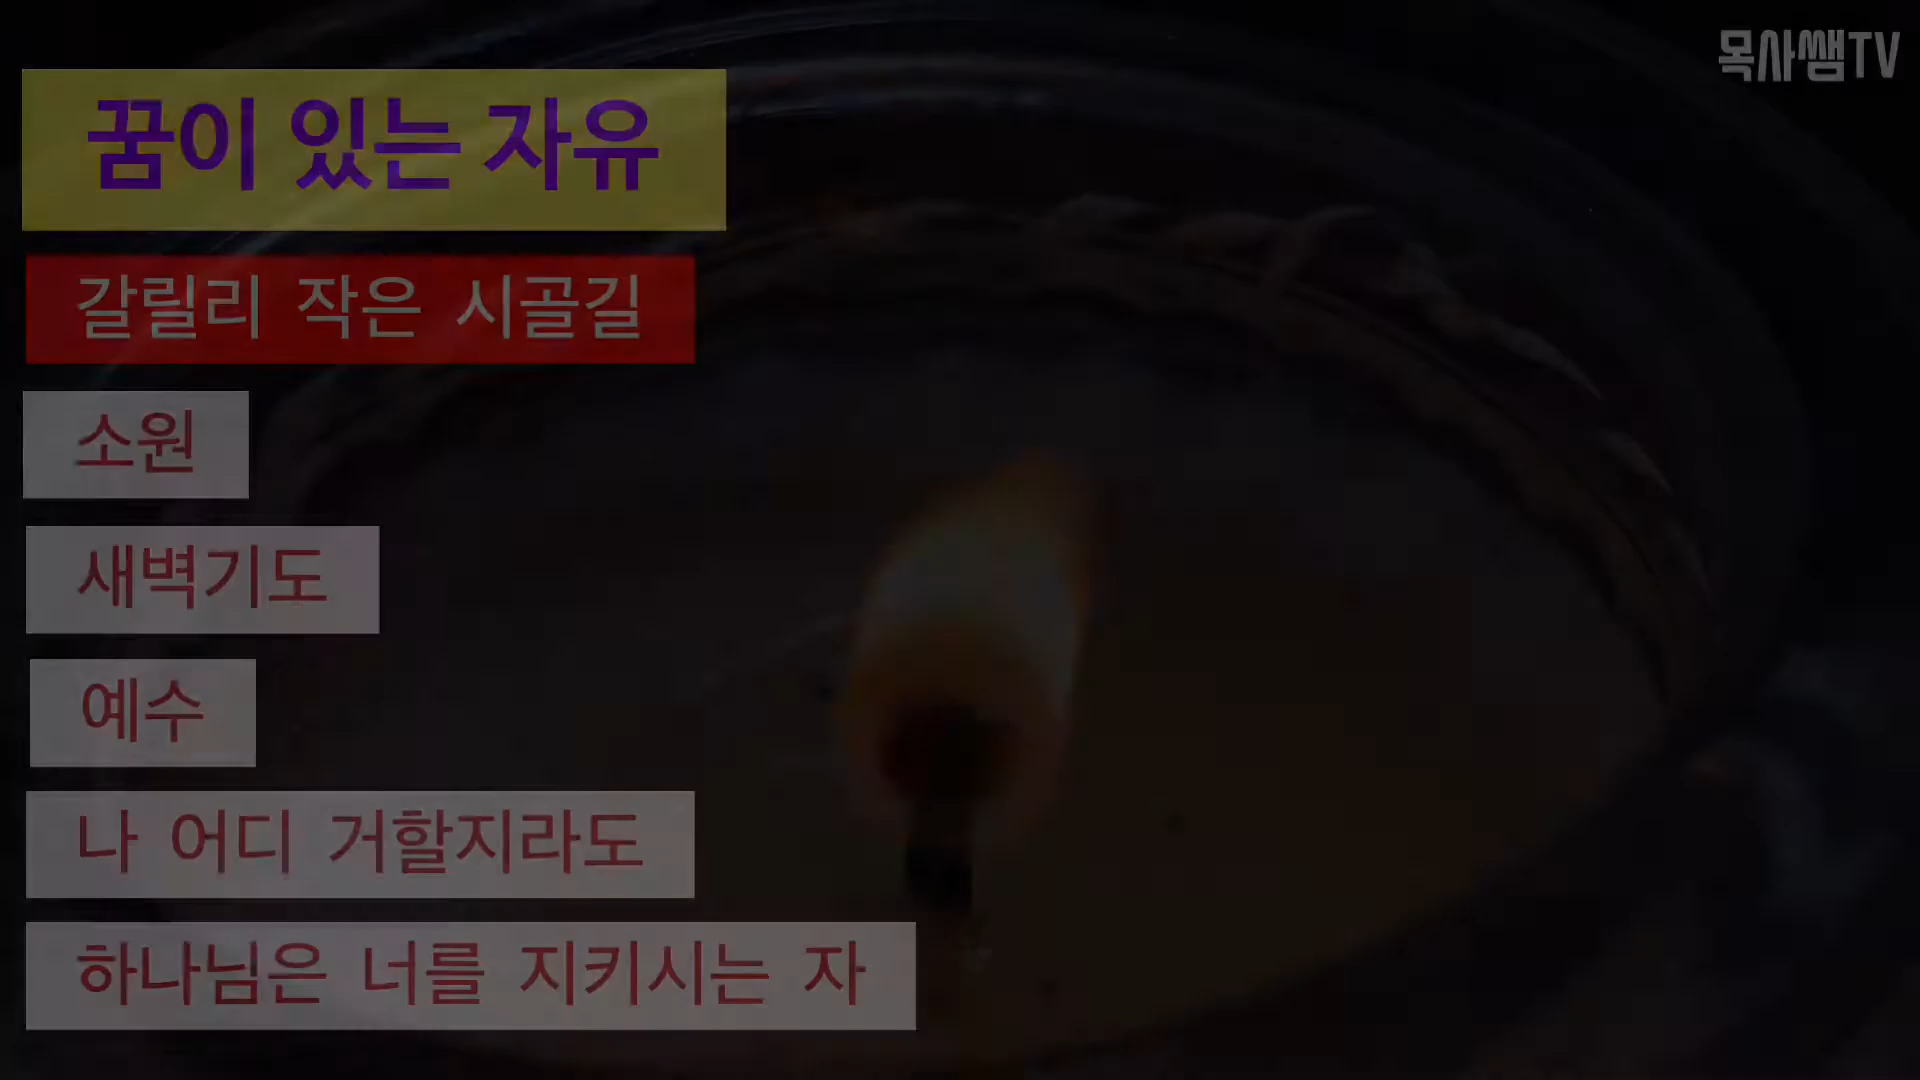 목사쌤TV
꿈이 있는 자유
갈릴리 작은 시골길
소원
새벽기도
예수
나 어디 거할지라도
하나님은 너를 지키시는 자